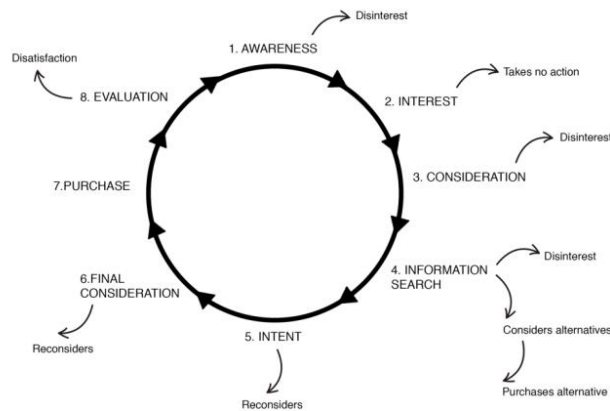 Disinterest
1. AWARENESS
Disatisfaction
Takes no action
8. EVALUATION
2. INTEREST
Disinterest
3. CONSIDERATION
7.PURCHASE
Disinterest
4. INFORMATION
SEARCH
6.FINAL
CONSIDERATION
Considers alternatives
5. INTENT
Reconsiders
Purchases alternative
Reconsiders